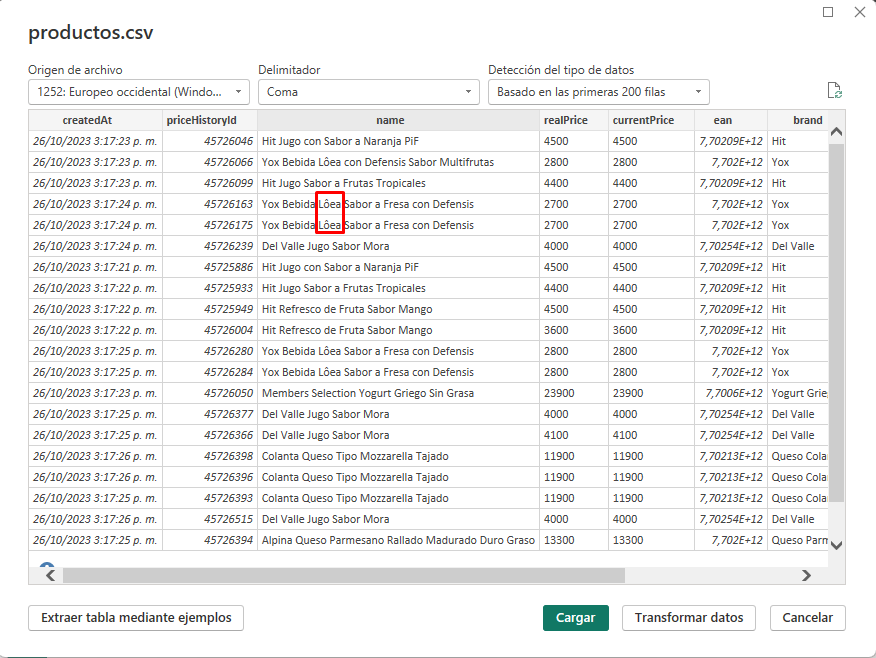 productos.csv
Origen de archivo Delimitador Detección del tipo de datos
1252: Europeo occidental (Windo... Coma Basado en las primeras 200 filas
createdAt priceHistoryId name realPrice currentPrice ean brand
26/10/2023 3:17:23 p. m. 45726046 Hit Jugo con Sabor a Naranja PiF 4500 4500 7,70209E+12 Hit
26/10/2023 3:17:23 p. m. 45726066 Yox Bebida Lôea con Defensis Sabor Multifrutas 2800 2800 7,702E+12 Yox
26/10/2023 3:17:23 p. m. 45726099 Hit Jugo Sabor a Frutas Tropicales 4400 4400 7,70209E+12 Hit
26/10/2023 3:17:24 p. m. 45726163 Yox Bebida Lôea Sabor a Fresa con Defensis 2700 2700 7,702E+12 Yox
26/10/2023 3:17:24 p. m. 45726175 Yox Bebida Lôea Sabor a Fresa con Defensis 2700 2700 7,702E+12 Yox
26/10/2023 3:17:24 p. m. 45726239 Del Valle Jugo Sabor Mora 4000 4000 7,70254E+12 Del Valle
26/10/2023 3:17:21 p. m. 45725886 Hit Jugo con Sabor a Naranja PiF 4500 4500 7,70209E+12 Hit
26/10/2023 3:17:22 p. m. 45725933 Hit Jugo Sabor a Frutas Tropicales 4400 4400 7,70209E+12 Hit
26/10/2023 3:17:22 p. m. 45725949 Hit Refresco de Fruta Sabor Mango 4500 4500 7,70209E+12 Hit
26/10/2023 3:17:22 p. m. 45726004 Hit Refresco de Fruta Sabor Mango 3600 3600 7,70209E+12 Hit
26/10/2023 3:17:25 p. m. 45726280 Yox Bebida Lôea Sabor a Fresa con Defensis 2800 2800 7,702E+12 Yox
26/10/2023 3:17:25 p. m. 45726284 Yox Bebida Lôea Sabor a Fresa con Defensis 2800 2800 7,702E+12 Yox
26/10/2023 3:17:23 p. m. 45726050 Members Selection Yogurt Griego Sin Grasa 23900 23900 7,7006E+12 Yogurt Grie
26/10/2023 3:17:25 p. m. 45726377 Del Valle Jugo Sabor Mora 4000 4000 7,70254E+12 Del Valle
26/10/2023 3:17:25 p. m. 45726366 Del Valle Jugo Sabor Mora 4100 4100 7,70254E+12 Del Valle
26/10/2023 3:17:26 p. m. 45726428 Colanta Queso Tipo Mozzarella Tajado 11900 11900 7,70213E+12 Queso Cola
26/10/2023 3:17:26 p. m. 45726396 Colanta Queso Tipo Mozzarella Tajado 11900 11900 7,70213E+12 Queso Cola
26/10/2023 3:17:25 p. m. 45726393 Colanta Queso Tipo Mozzarella Tajado 11900 11900 7,70213E+12 Queso Cola
26/10/2023 3:17:26 p. m. 45726515 Del Valle Jugo Sabor Mora 4000 4000 7,70254E+12 Del Valle
26/10/2023 3:17:25 p. m. 45726394 Alpina Queso Parmesano Rallado Madurado Duro Graso 13300 13300 7,702E+12 Queso Parm
Extraer tabla mediante ejemplos Cargar Transformar datos Cancelar